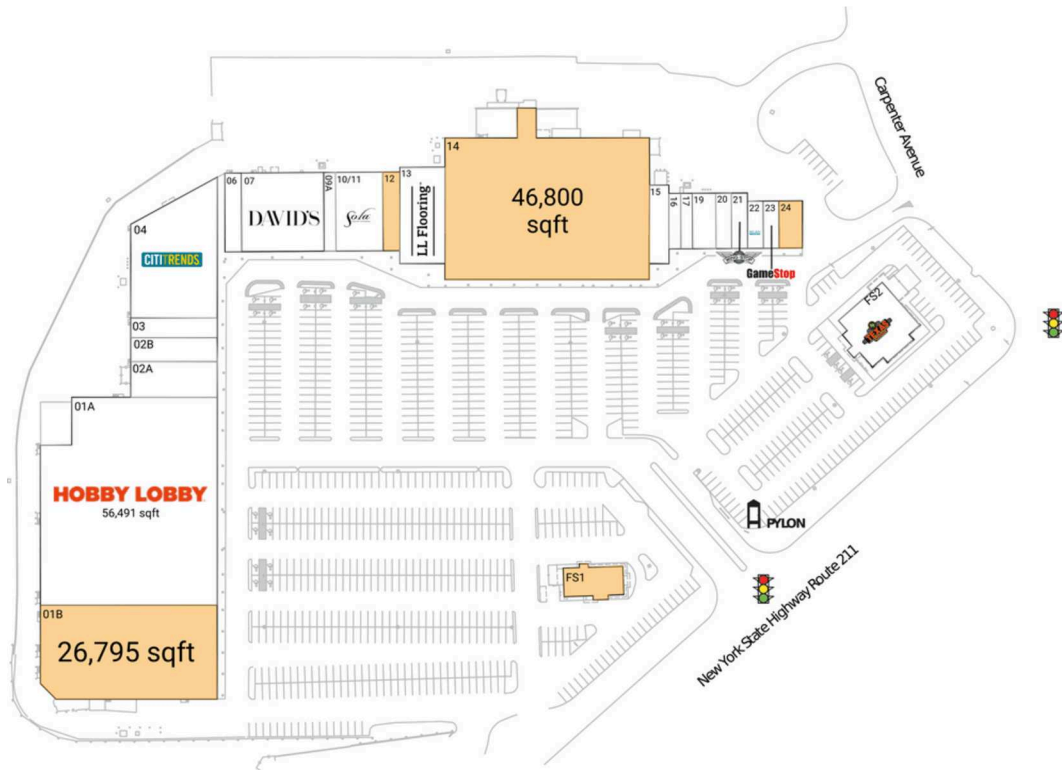 Carpenter Avenue
14
46,800
sqft
06
07
DAVID'S
09A
10/11
Sola
12
13
LL Flooring
15
16
17
19
20
21
22
23
24
GameStop
04
CITITRENDS
03
02B
02A
01A
HOBBY LOBBY
56,491 sqft
01B
26,795 sqft
FS2
PYLON
FS1
New York State Highway Route 211